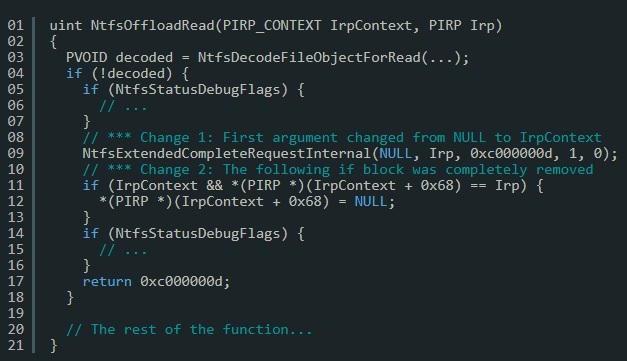 01 uint NtfsOffloadRead(PIRP_CONTEXT IrpContext, PIRP Irp)
02 {
03   PVOID decoded = NtfsDecodeFileObjectForRead(...);
04   if (!decoded) {
05     if (NtfsStatusDebugFlags) {
06       // ...
07     }
08     // *** Change 1: First argument changed from NULL to IrpContext
09     NtfsExtendedCompleteRequestInternal(NULL, Irp, 0xc000000d, 1, 0);
10     // *** Change 2: The following if block was completely removed
11     if (IrpContext && *(PIRP *)(IrpContext + 0x68) == Irp) {
12       *(PIRP *)(IrpContext + 0x68) = NULL;
13     }
14     if (NtfsStatusDebugFlags) {
15       // ...
16     }
17     return 0xc000000d;
18   }
19
20   // The rest of the function...
21 }